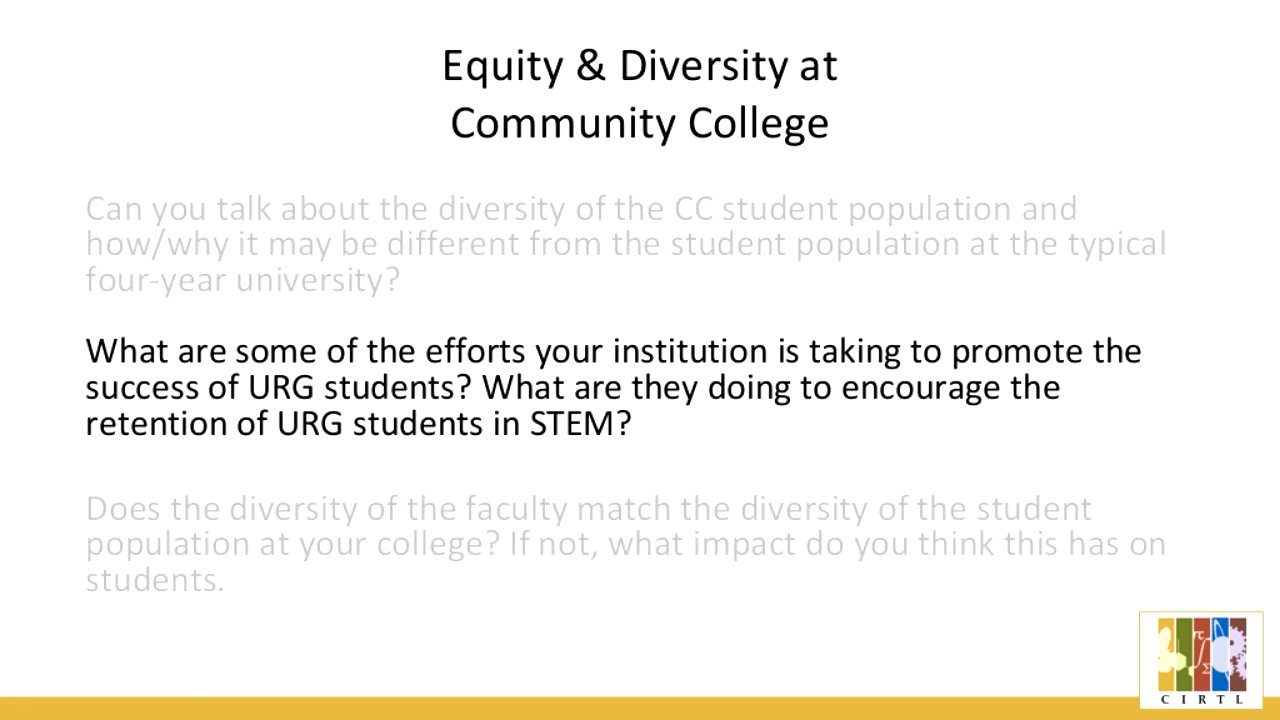 Equity & Diversity at
Community College
Can you talk about the diversity of the CC student population and
how/why it may be different from the student population at the typical
four-year university?
What are some of the efforts your institution is taking to promote the
success of URG students? What are they doing to encourage the
retention of URG students in STEM?
Does the diversity of the faculty match the diversity of the student
population at your college? If not, what impact do you think this has on
students.
π
∫
Σ
CIRTL